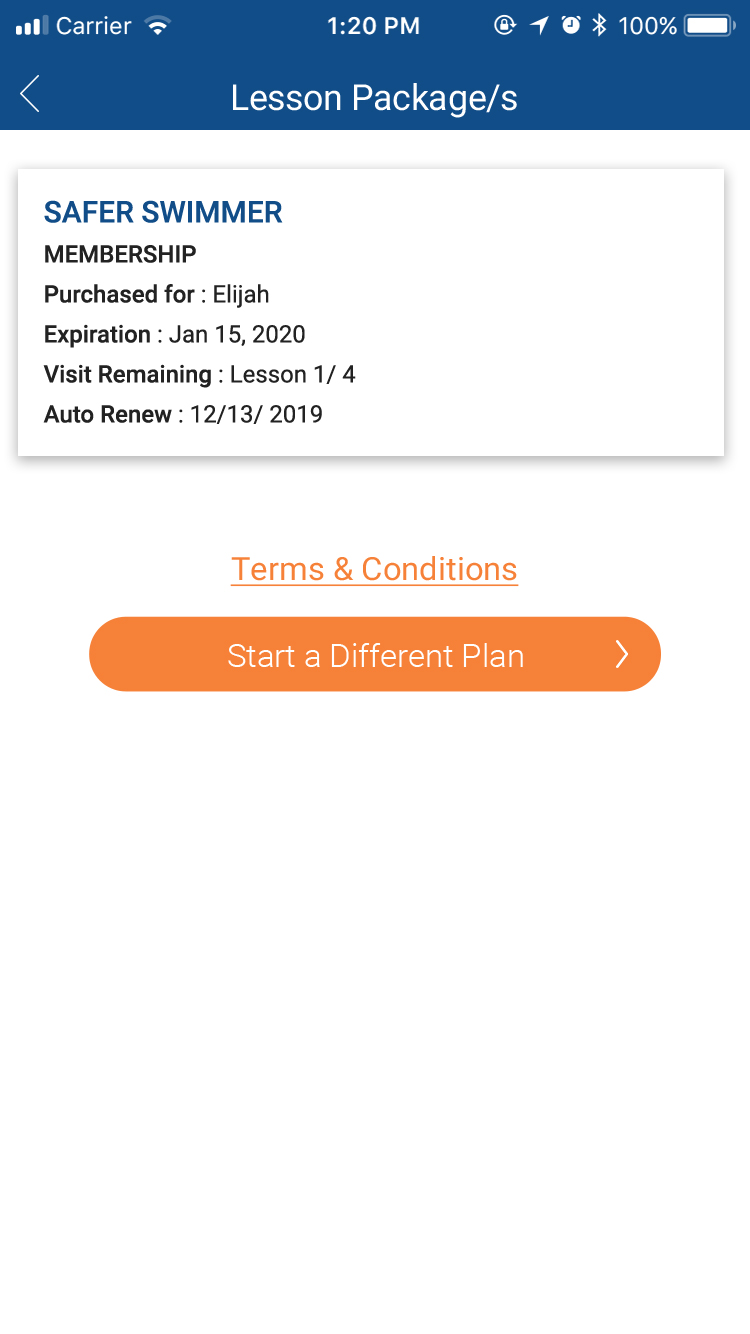 Carrier 1:20 PM 100%
Lesson Package/s
SAFER SWIMMER
MEMBERSHIP
Purchased for : Elijah
Expiration : Jan 15, 2020
Visit Remaining : Lesson 1/ 4
Auto Renew : 12/13/ 2019
Terms & Conditions
Start a Different Plan